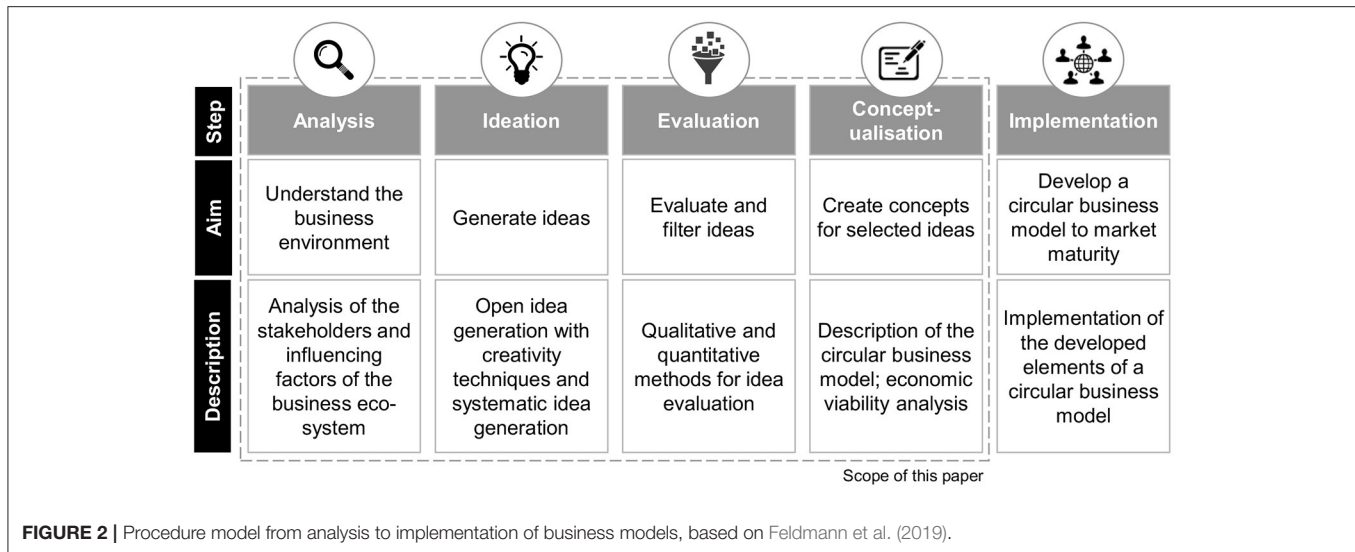 Step
Analysis
Ideation
Evaluation
Concept-
ualisation
Implementation
Aim
Understand the
business
environment
Generate ideas
Evaluate and
filter ideas
Create concepts
for selected ideas
Develop a
circular business
model to market
maturity
Description
Analysis of the
stakeholders and
influencing
factors of the
business eco-
system
Open idea
generation with
creativity
techniques and
systematic idea
generation
Qualitative and
quantitative
methods for idea
evaluation
Description of the
circular business
model; economic
viability analysis
Implementation of
the developed
elements of a
circular business
model
Scope of this paper
FIGURE 2 | Procedure model from analysis to implementation of business models, based on Feldmann et al. (2019).